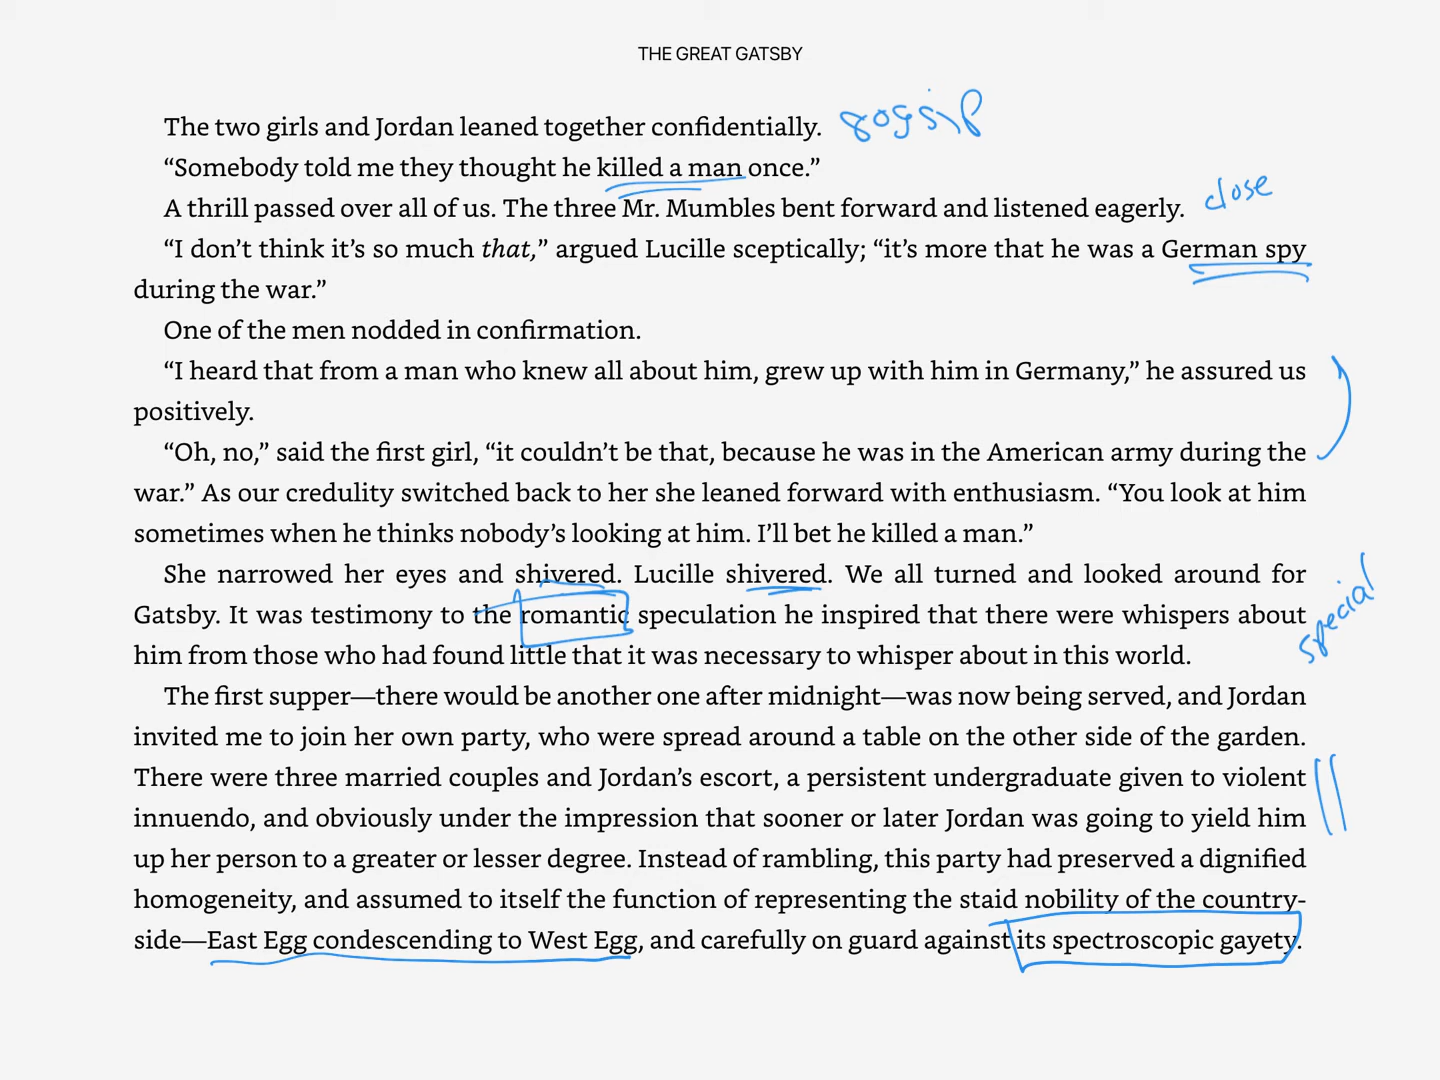 THE GREAT GATSBY
The two girls and Jordan leaned together confidentially. gogsip
“Somebody told me they thought he killed a man once.”
A thrill passed over all of us. The three Mr. Mumbles bent forward and listened eagerly. close
“I don’t think it’s so much that,” argued Lucille sceptically; “it’s more that he was a German spy
during the war.”
One of the men nodded in confirmation.
“I heard that from a man who knew all about him, grew up with him in Germany,” he assured us
positively.
“Oh, no,” said the first girl, “it couldn’t be that, because he was in the American army during the
war.” As our credulity switched back to her she leaned forward with enthusiasm. “You look at him
sometimes when he thinks nobody’s looking at him. I’ll bet he killed a man.”
She narrowed her eyes and shivered. Lucille shivered. We all turned and looked around for
Gatsby. It was testimony to the romantic speculation he inspired that there were whispers about special
him from those who had found little that it was necessary to whisper about in this world.
The first supper—there would be another one after midnight—was now being served, and Jordan
invited me to join her own party, who were spread around a table on the other side of the garden.
There were three married couples and Jordan’s escort, a persistent undergraduate given to violent
innuendo, and obviously under the impression that sooner or later Jordan was going to yield him
up her person to a greater or lesser degree. Instead of rambling, this party had preserved a dignified
homogeneity, and assumed to itself the function of representing the staid nobility of the country-
side—East Egg condescending to West Egg, and carefully on guard against its spectroscopic gayety.